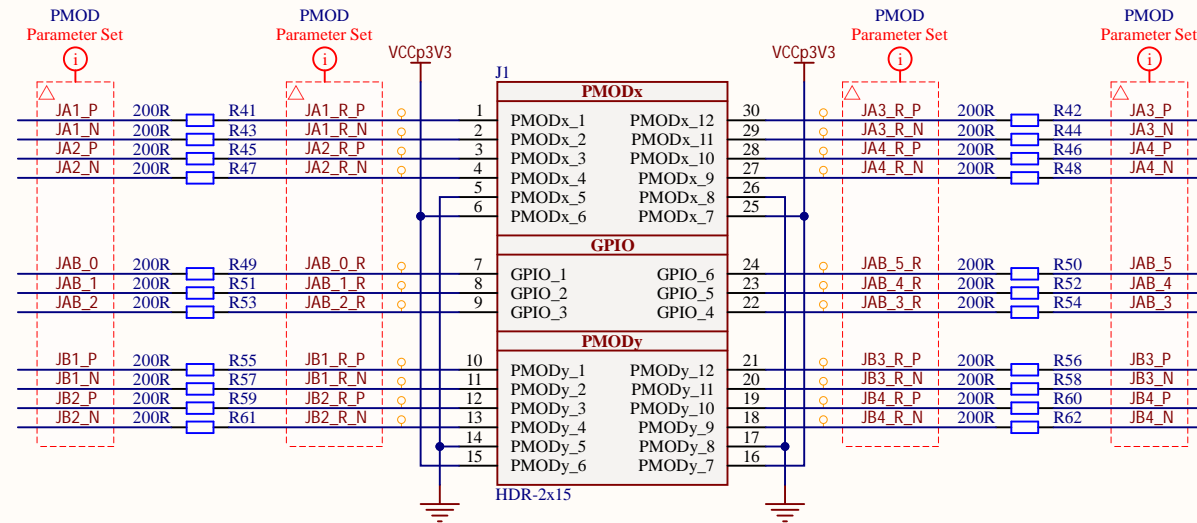 PMOD PMOD PMOD PMOD
Parameter Set Parameter Set Parameter Set Parameter Set
i i i i
VCCp3V3 VCCp3V3
J1
PMODx
JA1_P 200R R41 JA1_R_P 1 PMODx_1 PMODx_12 30 JA3_R_P 200R R42 JA3_P
JA1_N 200R R43 JA1_R_N 2 PMODx_2 PMODx_11 29 JA3_R_N 200R R44 JA3_N
JA2_P 200R R45 JA2_R_P 3 PMODx_3 PMODx_10 28 JA4_R_P 200R R46 JA4_P
JA2_N 200R R47 JA2_R_N 4 PMODx_4 PMODx_9 27 JA4_R_N 200R R48 JA4_N
5 PMODx_5 PMODx_8 26
6 PMODx_6 PMODx_7 25
GPIO
JAB_0 200R R49 JAB_0_R 7 GPIO_1 GPIO_6 24 JAB_5_R 200R R50 JAB_5
JAB_1 200R R51 JAB_1_R 8 GPIO_2 GPIO_5 23 JAB_4_R 200R R52 JAB_4
JAB_2 200R R53 JAB_2_R 9 GPIO_3 GPIO_4 22 JAB_3_R 200R R54 JAB_3
PMODy
JB1_P 200R R55 JB1_R_P 10 PMODy_1 PMODy_12 21 JB3_R_P 200R R56 JB3_P
JB1_N 200R R57 JB1_R_N 11 PMODy_2 PMODy_11 20 JB3_R_N 200R R58 JB3_N
JB2_P 200R R59 JB2_R_P 12 PMODy_3 PMODy_10 19 JB4_R_P 200R R60 JB4_P
JB2_N 200R R61 JB2_R_N 13 PMODy_4 PMODy_9 18 JB4_R_N 200R R62 JB4_N
14 PMODy_5 PMODy_8 17
15 PMODy_6 PMODy_7 16
HDR-2x15